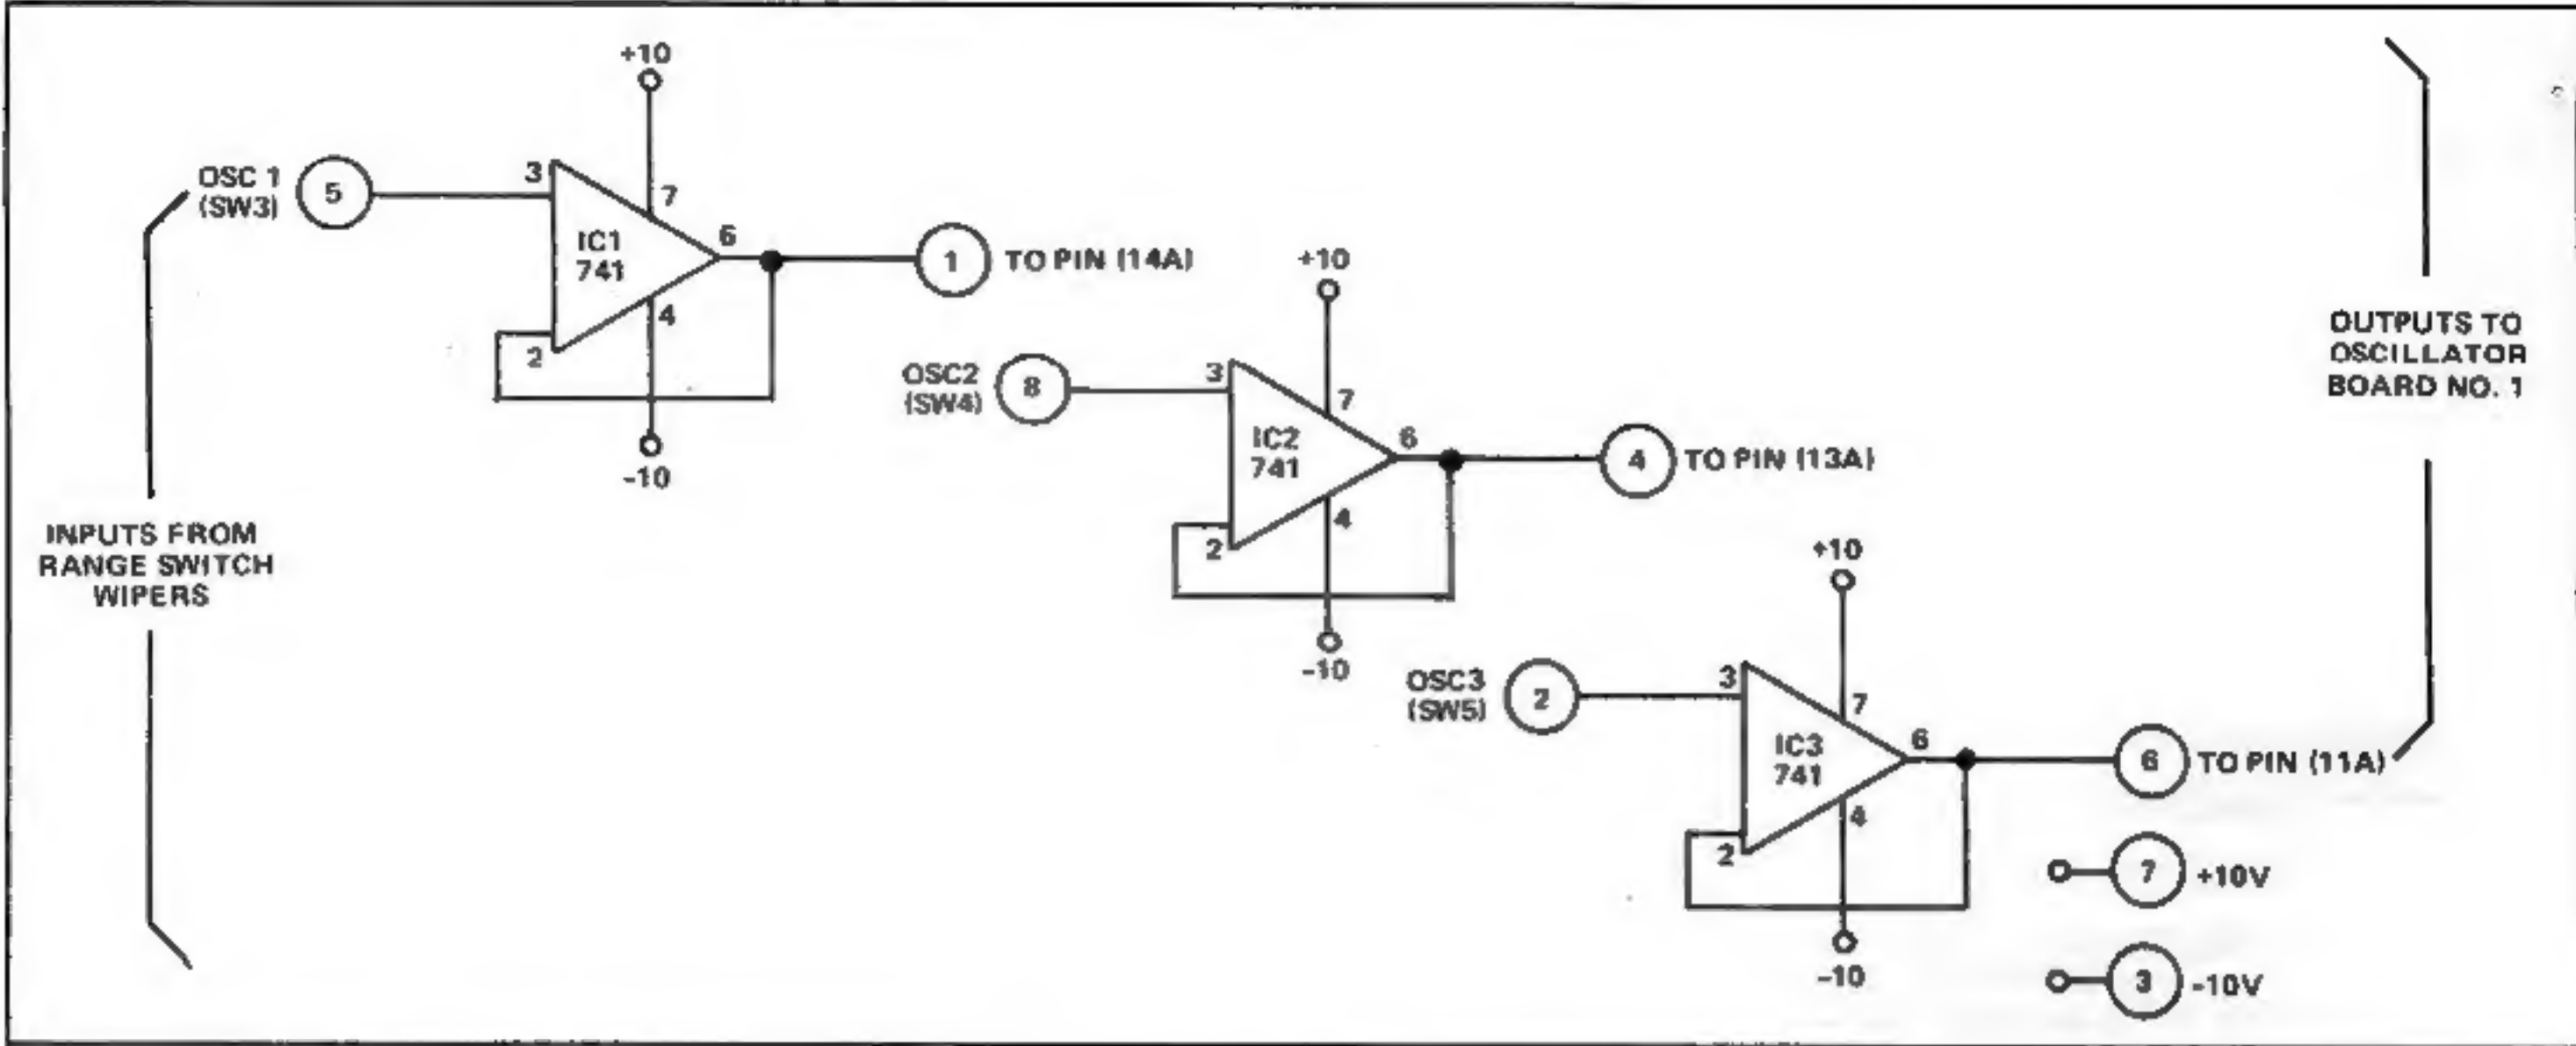 +10
OSC 1
(SW3)
5
3
7
IC1
741
6
4
2
-10
1
TO PIN (14A)
INPUTS FROM
RANGE SWITCH
WIPERS
OSC2
(SW4)
8
+10
3
7
IC2
741
6
4
2
-10
4
TO PIN (13A)
OSC3
(SW5)
2
+10
3
7
IC3
741
6
4
2
-10
6
TO PIN (11A)
7
+10V
3
-10V
OUTPUTS TO
OSCILLATOR
BOARD NO. 1